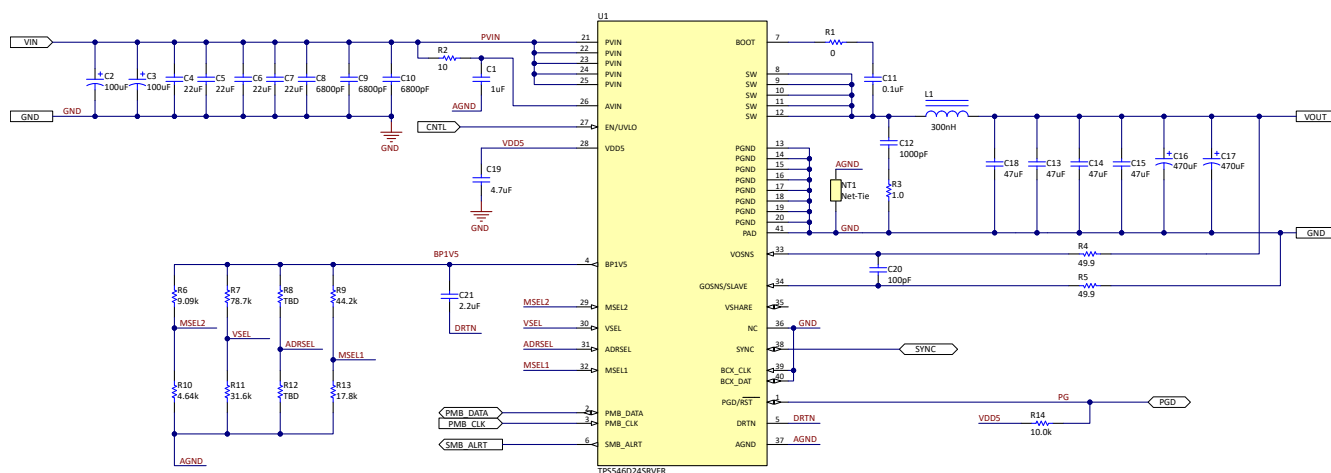 U1
VIN
PVIN
21
PVIN
22
PVIN
23
PVIN
24
PVIN
25
PVIN
R2
10
C1
1uF
AGND
26
AVIN
C2
100uF
C3
100uF
C4
22uF
C5
22uF
C6
22uF
C7
22uF
C8
6800pF
C9
6800pF
C10
6800pF
GND
GND
GND
CNTL
27
EN/UVLO
VDD5
28
VDD5
C19
4.7uF
GND
BP1V5
4
BP1V5
R6
9.09k
R7
78.7k
R8
TBD
R9
44.2k
C21
2.2uF
DRTN
MSEL2
VSEL
ADRSEL
MSEL1
MSEL2
29
MSEL2
VSEL
30
VSEL
ADRSEL
31
ADRSEL
MSEL1
32
MSEL1
R10
4.64k
R11
31.6k
R12
TBD
R13
17.8k
AGND
PMB_DATA
2
PMB_DATA
PMB_CLK
3
PMB_CLK
SMB_ALRT
6
SMB_ALRT
TPS546D24SRVFR
BOOT
7
R1
0
C11
0.1uF
SW
8
SW
9
SW
10
SW
11
SW
12
L1
300nH
VOUT
C12
1000pF
R3
1.0
PGND
13
PGND
14
PGND
15
PGND
16
PGND
17
PGND
18
PGND
19
PGND
20
PAD
41
AGND
NT1
Net-Tie
GND
C18
47uF
C13
47uF
C14
47uF
C15
47uF
C16
470uF
C17
470uF
GND
VOSNS
33
R4
49.9
C20
100pF
GOSNS/SLAVE
34
R5
49.9
VSHARE
35
NC
36
GND
SYNC
38
SYNC
BCX_CLK
39
BCX_DAT
40
PGD/RST
1
PG
PGD
DRTN
5
DRTN
VDD5
R14
10.0k
AGND
37
AGND